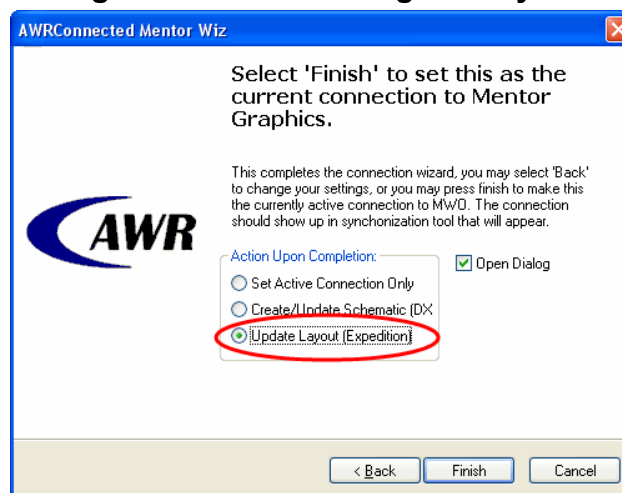 AWRConnected Mentor Wiz
Select 'Finish' to set this as the
current connection to Mentor
Graphics.
This completes the connection wizard, you may select 'Back'
to change your settings, or you may press finish to make this
the currently active connection to MWO. The connection
should show up in synchonization tool that will appear.
AWR
Action Upon Completion:
Open Dialog
Set Active Connection Only
Create/Update Schematic (DX
Update Layout (Expedition)
< Back
Finish
Cancel